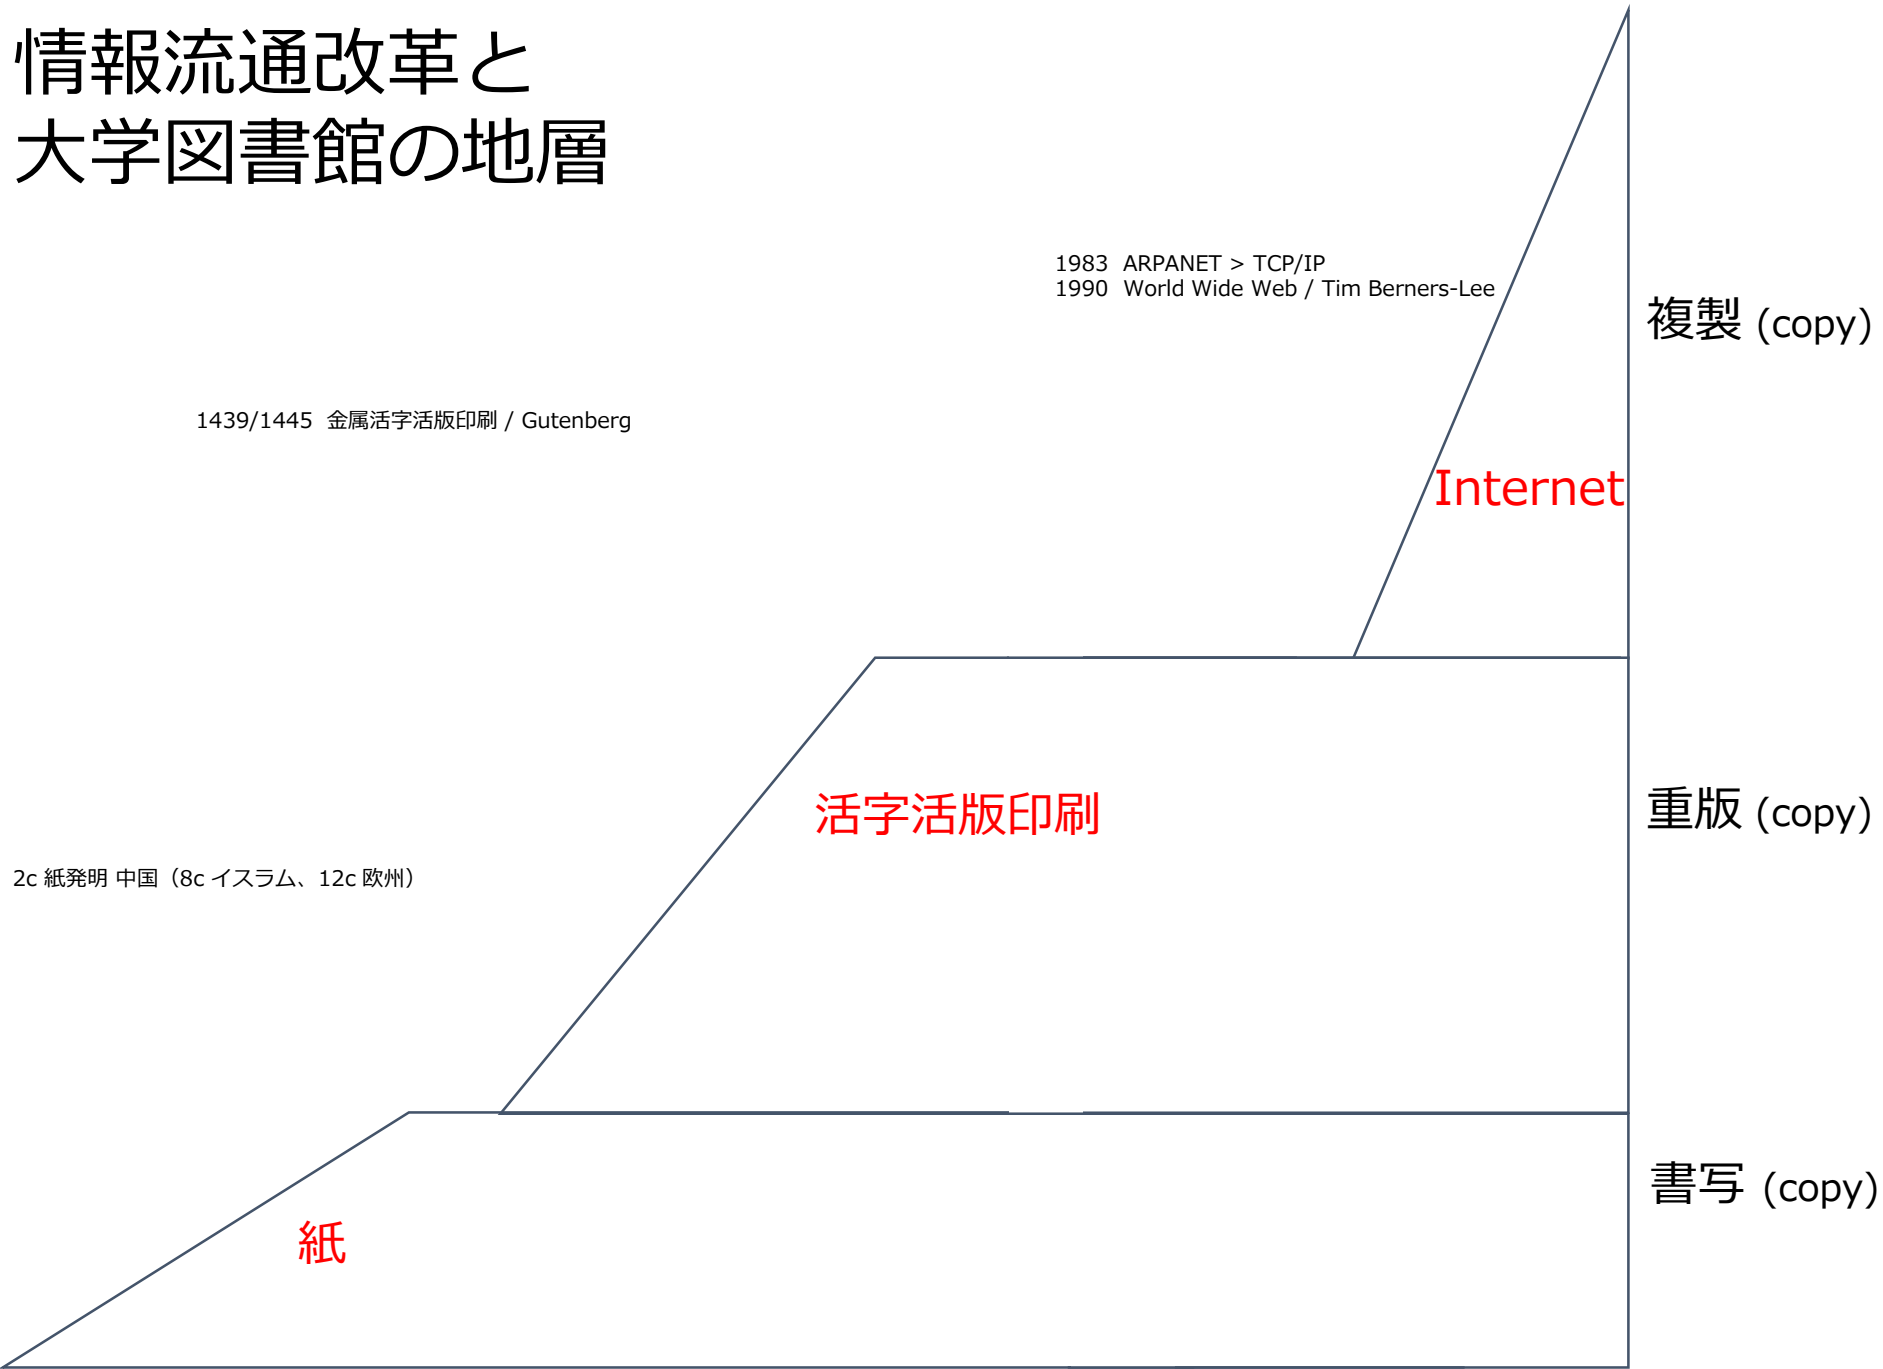 情報流通改革と
大学図書館の地層
1983 ARPANET > TCP/IP
1990 World Wide Web / Tim Berners-Lee
複製 (copy)
1439/1445 金属活字活版印刷 / Gutenberg
Internet
活字活版印刷
重版 (copy)
2c 紙発明 中国（8c イスラム、12c 欧州）
書写 (copy)
紙